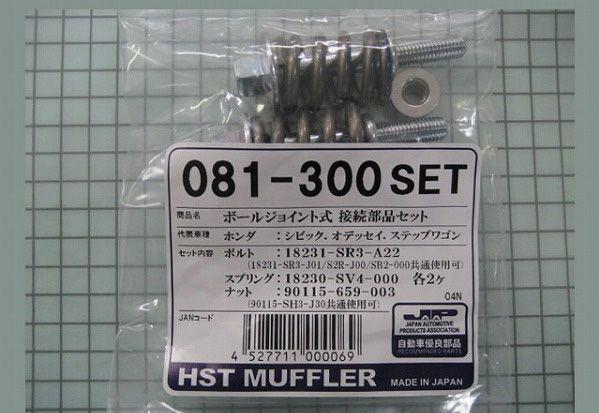 081-300 SET
商品名 ボールジョイント式 接続部品セット
代表車種 ホンダ :シビック.オデッセイ.ステップワゴン
セット内容 ボルト :18231-SR3-A22
(18231-SR3-J01/S2R-J00/SB2-000共通使用可)
スプリング:18230-SV4-000 各2ヶ
ナット :90115-659-003
(90115-SH3-J30共通使用可)
04N
JANコード
4 527711 000069
JAP
JAPAN AUTOMOTIVE
PRODUCTS ASSOCIATION
自動車優良部品
RECOMMENDED PARTS
HST MUFFLER MADE IN JAPAN